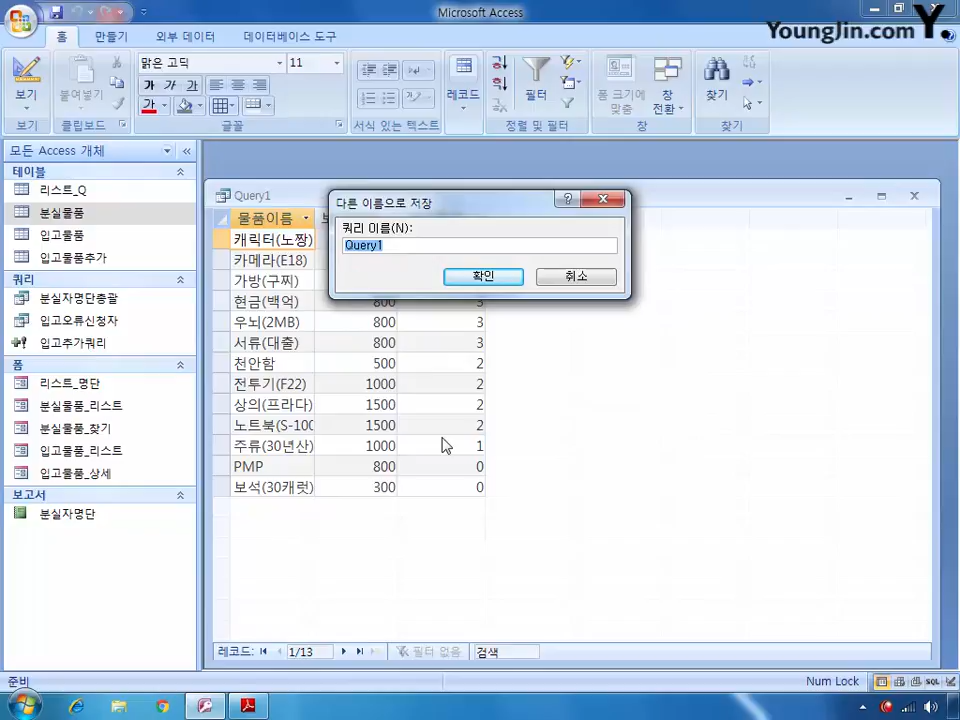 Microsoft Access
YoungJin.com Y.
홈 만들기 외부 데이터 데이터베이스 도구
맑은 고딕 11
보기 붙여넣기 가 가 가 레코드 필터 폼 크기에 맞춤 창 전환 찾기
보기 클립보드 글꼴 서식 있는 텍스트 정렬 및 필터 창 찾기
모든 Access 개체
테이블
리스트_Q
분실물품
입고물품
입고물품추가
쿼리
분실자명단총괄
입고오류신청자
입고추가쿼리
폼
리스트_명단
분실물품_리스트
분실물품_찾기
입고물품_리스트
입고물품_상세
보고서
분실자명단
Query1
다른 이름으로 저장
쿼리 이름(N):
Query1
확인 취소
물품이름
캐릭터(노짱)
카메라(E18)
가방(구찌)
현금(백억) 800 3
우뇌(2MB) 800 3
서류(대출) 800 3
천안함 500 2
전투기(F22) 1000 2
상의(프라다) 1500 2
노트북(S-100 1500 2
주류(30년산) 1000 1
PMP 800 0
보석(30캐럿) 300 0
레코드: 1/13 필터 없음 검색
준비 Num Lock SQL